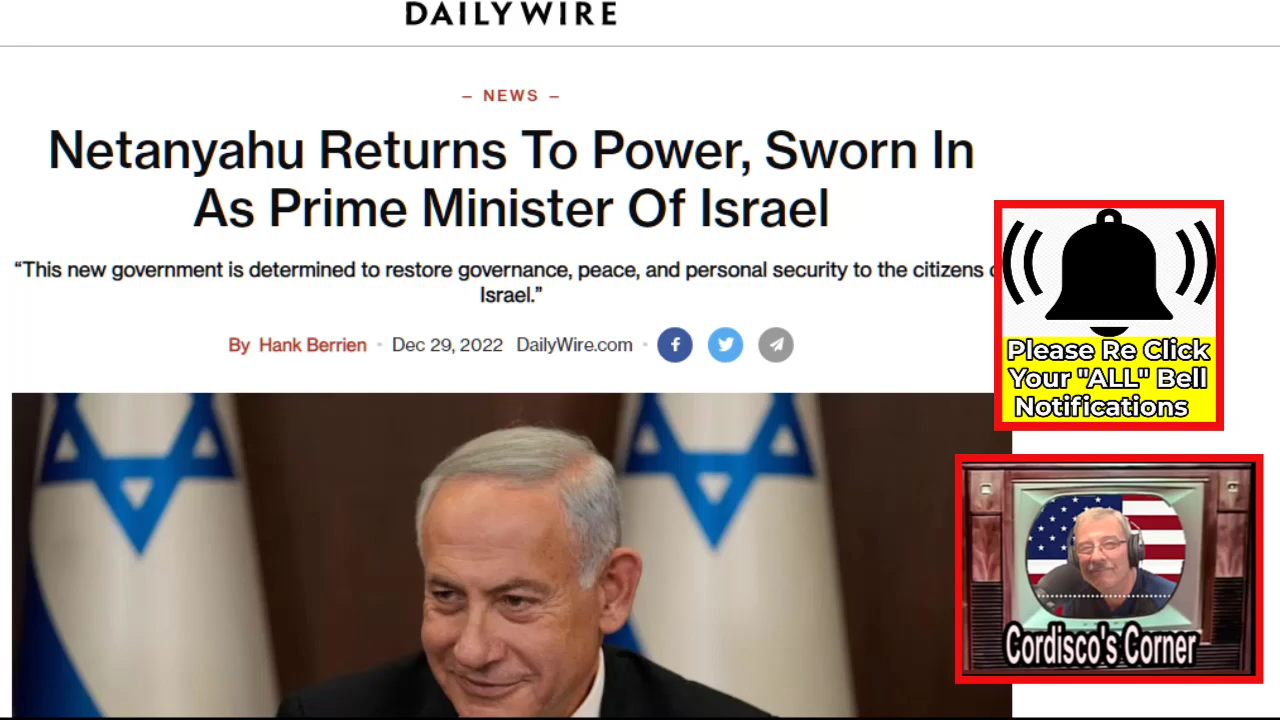 DAILYWIRE
– NEWS –
Netanyahu Returns To Power, Sworn In
As Prime Minister Of Israel
“This new government is determined to restore governance, peace, and personal security to the citizens
Israel.”
By Hank Berrien • Dec 29, 2022 DailyWire.com •
Please Re Click
Your "ALL" Bell
Notifications
Cordisco's Corner